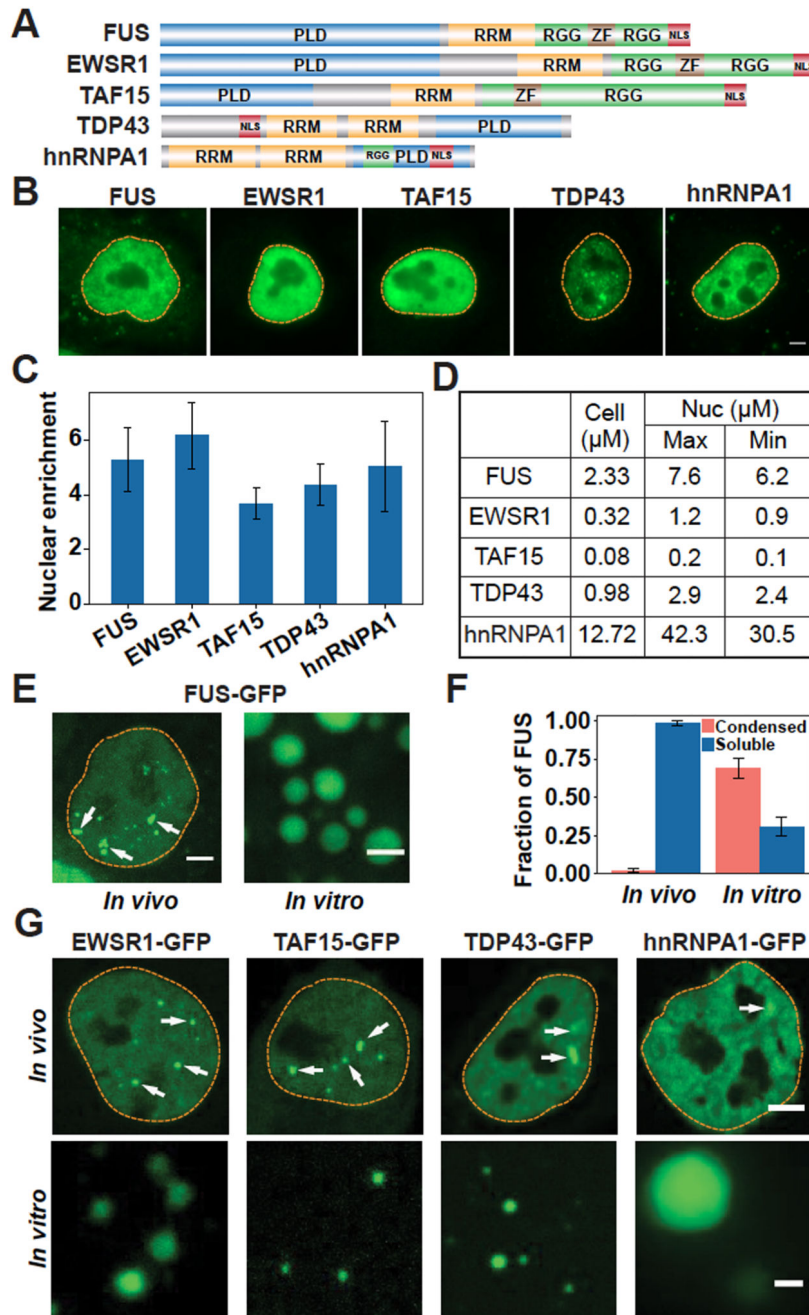 A
FUS PLD RRM RGG ZF RGG NLS
EWSR1 PLD RRM RGG ZF RGG NLS
TAF15 PLD RRM ZF RGG NLS
TDP43 NLS RRM RRM PLD
hnRNPA1 RRM RRM RGG PLD NLS
B
FUS EWSR1 TAF15 TDP43 hnRNPA1
C
Nuclear enrichment
6
4
2
0
FUS EWSR1 TAF15 TDP43 hnRNPA1
D
Cell (µM) Nuc (µM)
Max Min
FUS 2.33 7.6 6.2
EWSR1 0.32 1.2 0.9
TAF15 0.08 0.2 0.1
TDP43 0.98 2.9 2.4
hnRNPA1 12.72 42.3 30.5
E
FUS-GFP
In vivo In vitro
F
Fraction of FUS
1.00
0.75
0.50
0.25
0.00
Condensed
Soluble
In vivo In vitro
G
EWSR1-GFP TAF15-GFP TDP43-GFP hnRNPA1-GFP
In vivo
In vitro